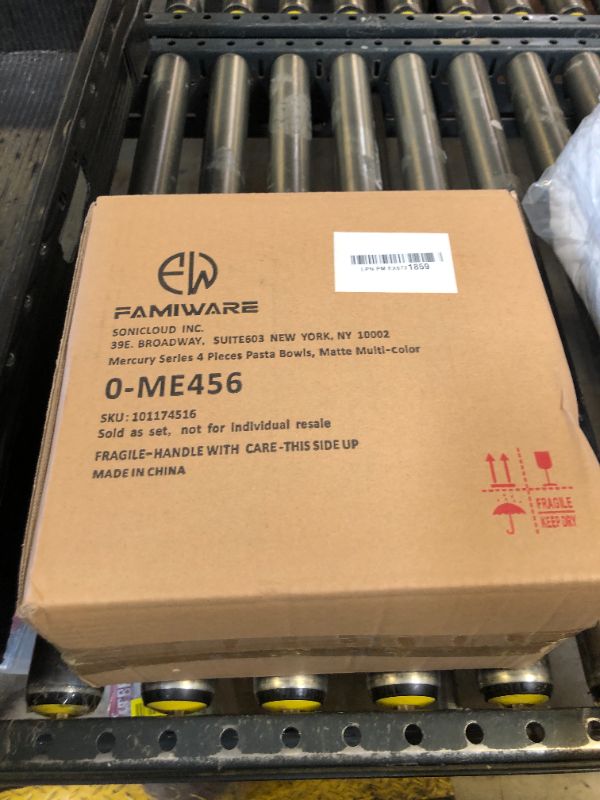 EW
FAMIWARE
SONICLOUD INC.
39E. BROADWAY, SUITE603 NEW YORK, NY 10002
Mercury Series 4 Pieces Pasta Bowls, Matte Multi-color
O-ME456
SKU: 101174516
Sold as set, not for individual resale
FRAGILE-HANDLE WITH CARE-THIS SIDE UP
MADE IN CHINA
1869
FRAGILE
KEEP DRY